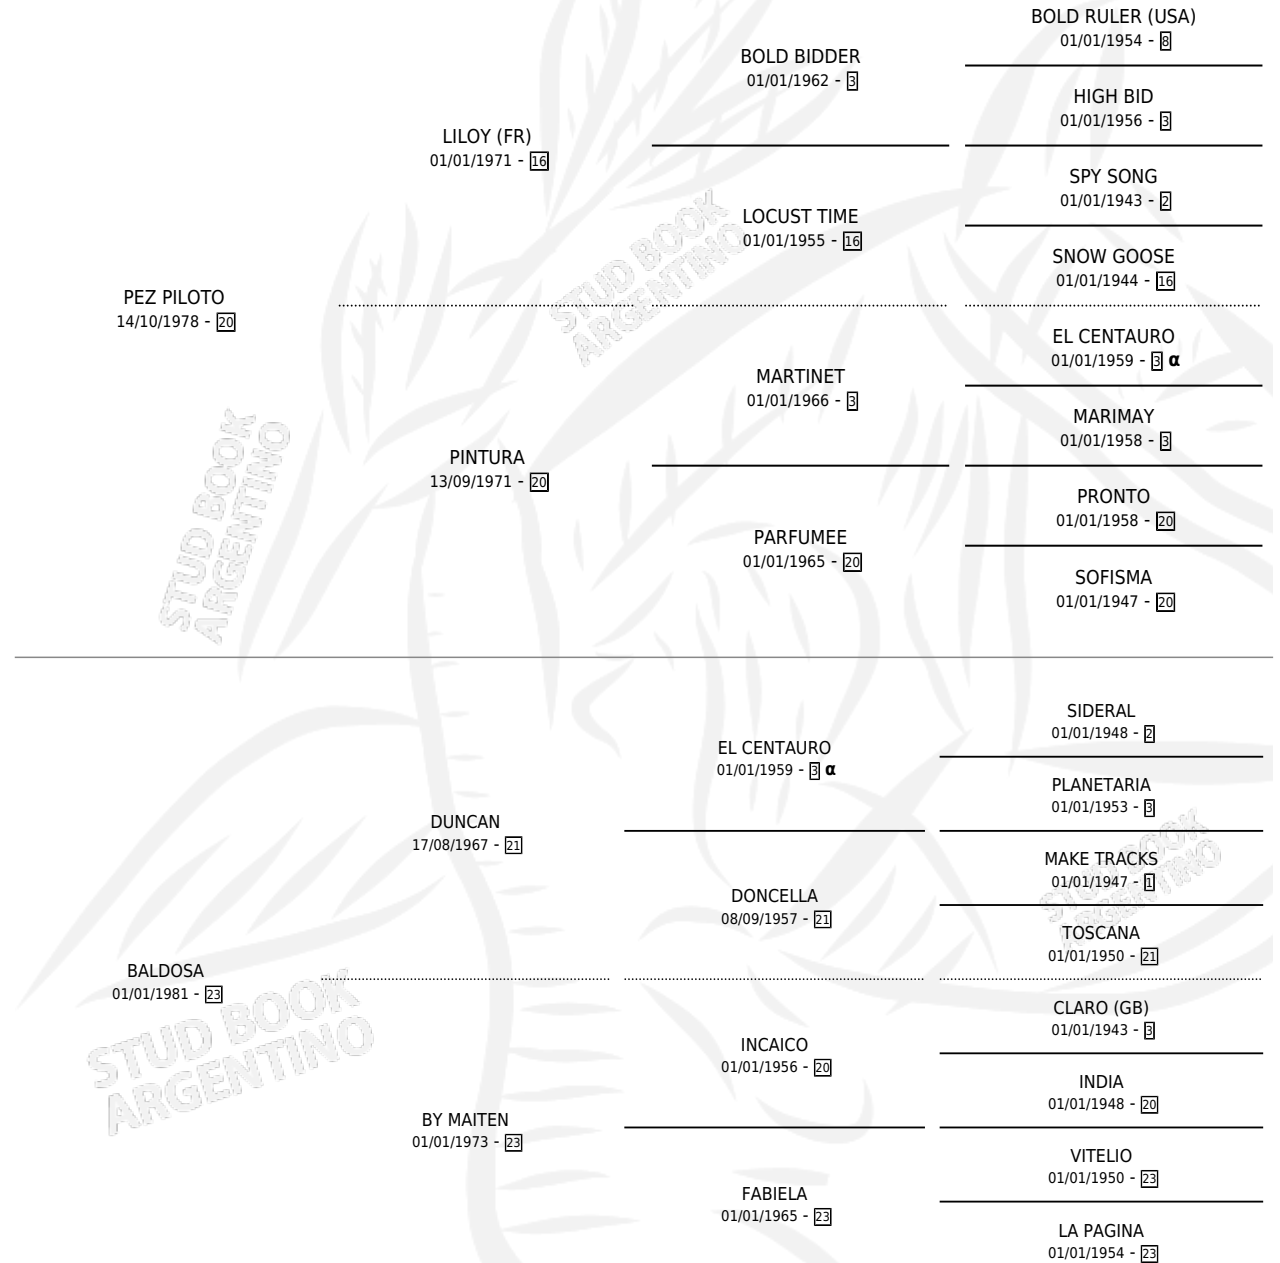 BOLD RULER (USA)
01/01/1954 - 8
BOLD BIDDER
01/01/1962 - 3
HIGH BID
01/01/1956 - 3
LILOY (FR)
01/01/1971 - 16
SPY SONG
01/01/1943 - 2
LOCUST TIME
01/01/1955 - 16
SNOW GOOSE
01/01/1944 - 16
PEZ PILOTO
14/10/1978 - 20
EL CENTAURO
01/01/1959 - 3 α
MARTINET
01/01/1966 - 3
MARIMAY
01/01/1958 - 3
PINTURA
13/09/1971 - 20
PRONTO
01/01/1958 - 20
PARFUMEE
01/01/1965 - 20
SOFISMA
01/01/1947 - 20
SIDERAL
01/01/1948 - 2
EL CENTAURO
01/01/1959 - 3 α
PLANETARIA
01/01/1953 - 3
DUNCAN
17/08/1967 - 21
MAKE TRACKS
01/01/1947 - 1
DONCELLA
08/09/1957 - 21
TOSCANA
01/01/1950 - 21
BALDOSA
01/01/1981 - 23
CLARO (GB)
01/01/1943 - 3
INCAICO
01/01/1956 - 20
INDIA
01/01/1948 - 20
BY MAITEN
01/01/1973 - 23
VITELIO
01/01/1950 - 23
FABIELA
01/01/1965 - 23
LA PAGINA
01/01/1954 - 23
STUD BOOK
ARGENTINO
STUD BOOK
ARGENTINO
STUD BOOK
ARGENTINO
STUD BOOK
ARGENTINO